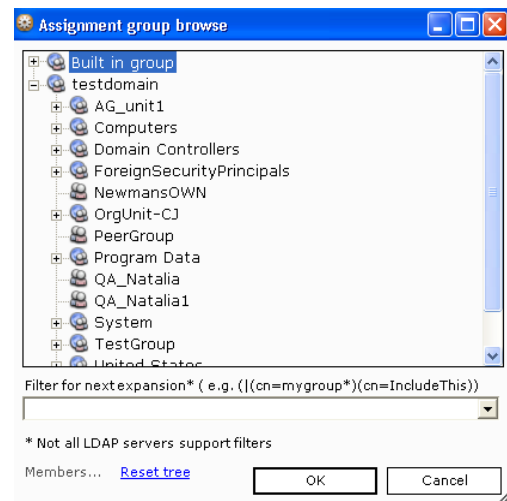 Assignment group browse
Built in group
testdomain
AG_unit1
Computers
Domain Controllers
ForeignSecurityPrincipals
NewmansOWN
OrgUnit-CJ
PeerGroup
Program Data
QA_Natalia
QA_Natalia1
System
TestGroup
United States
Filter for next expansion* ( e.g. (|(cn=mygroup*)(cn=IncludeThis))
* Not all LDAP servers support filters
Members... Reset tree OK Cancel